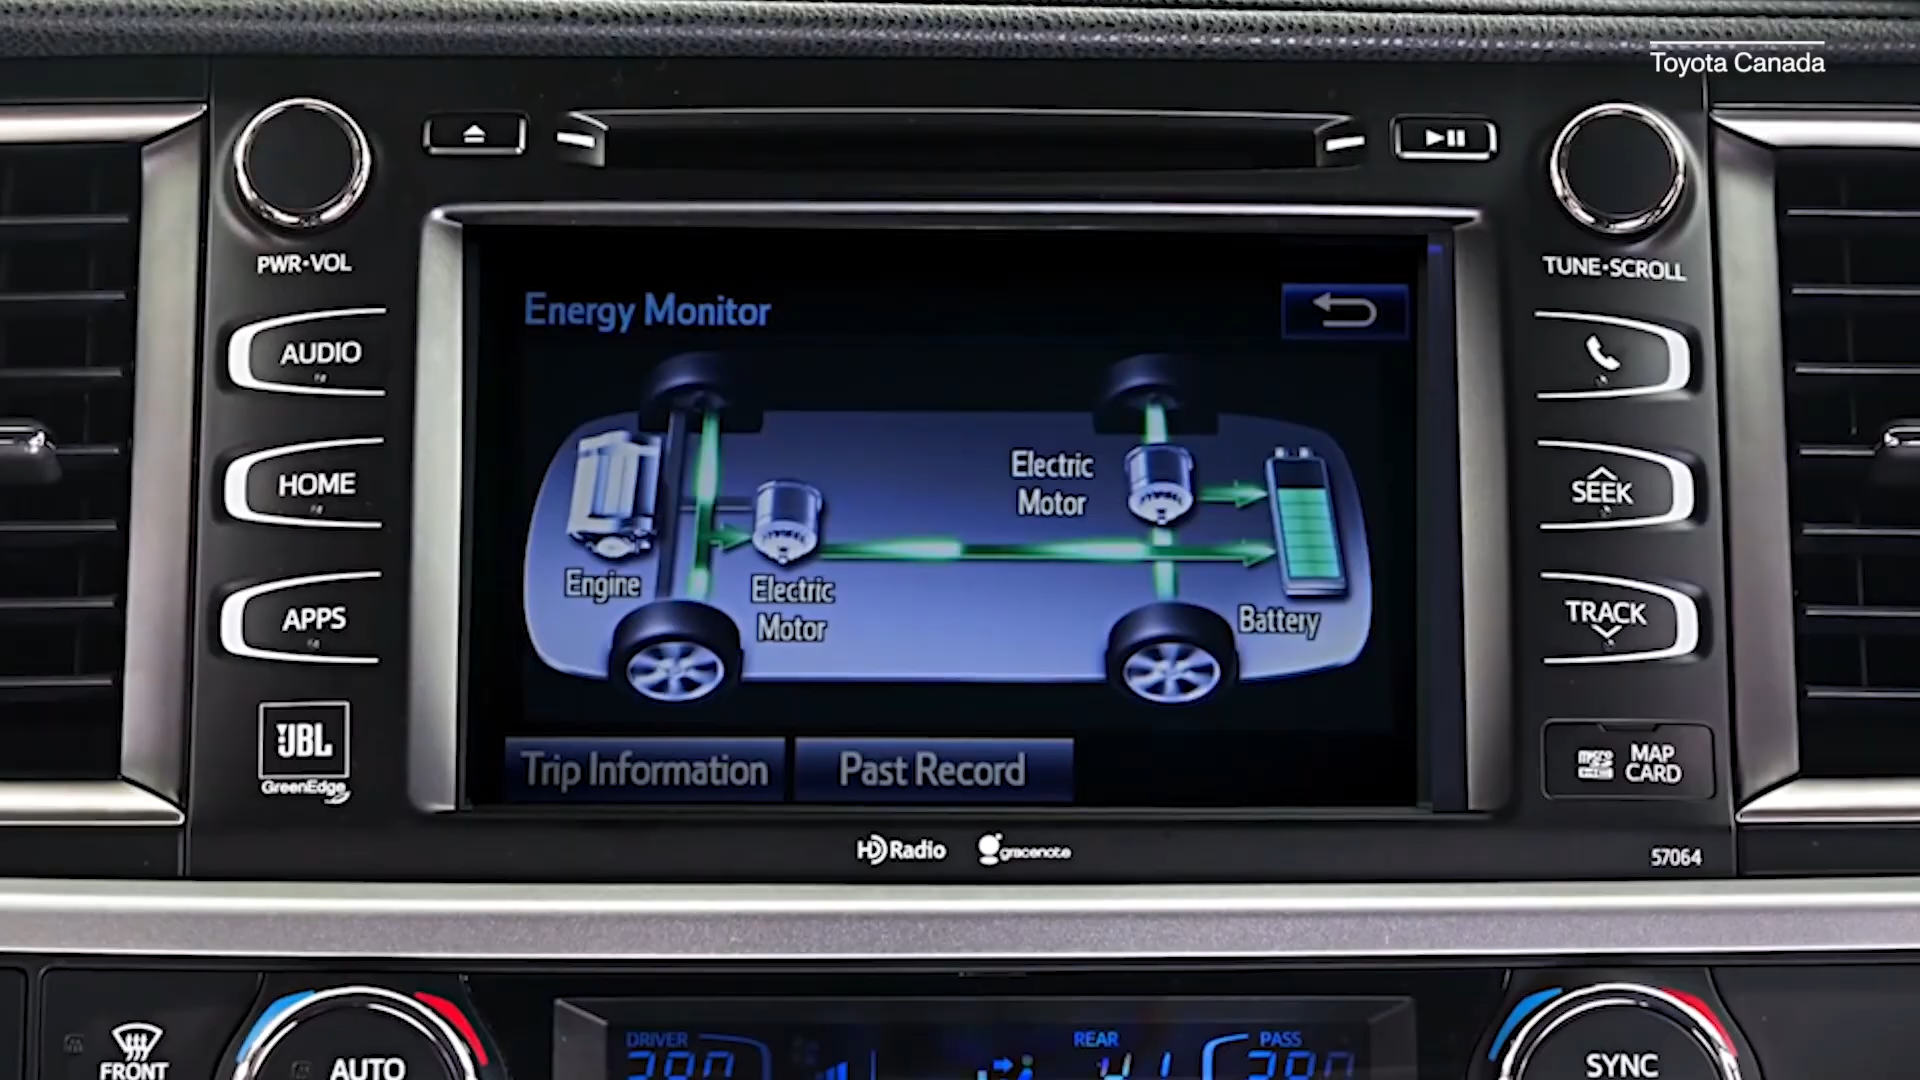 Toyota Canada
PWR•VOL
TUNE•SCROLL
Energy Monitor
AUDIO
HOME
SEEK
Electric
Motor
Engine
Electric
Motor
Battery
APPS
TRACK
JBL
GreenEdge
Trip Information
Past Record
micro
MAP
CARD
HD Radio
gracenote
57064
DRIVER
REAR
PASS
FRONT
AUTO
SYNC